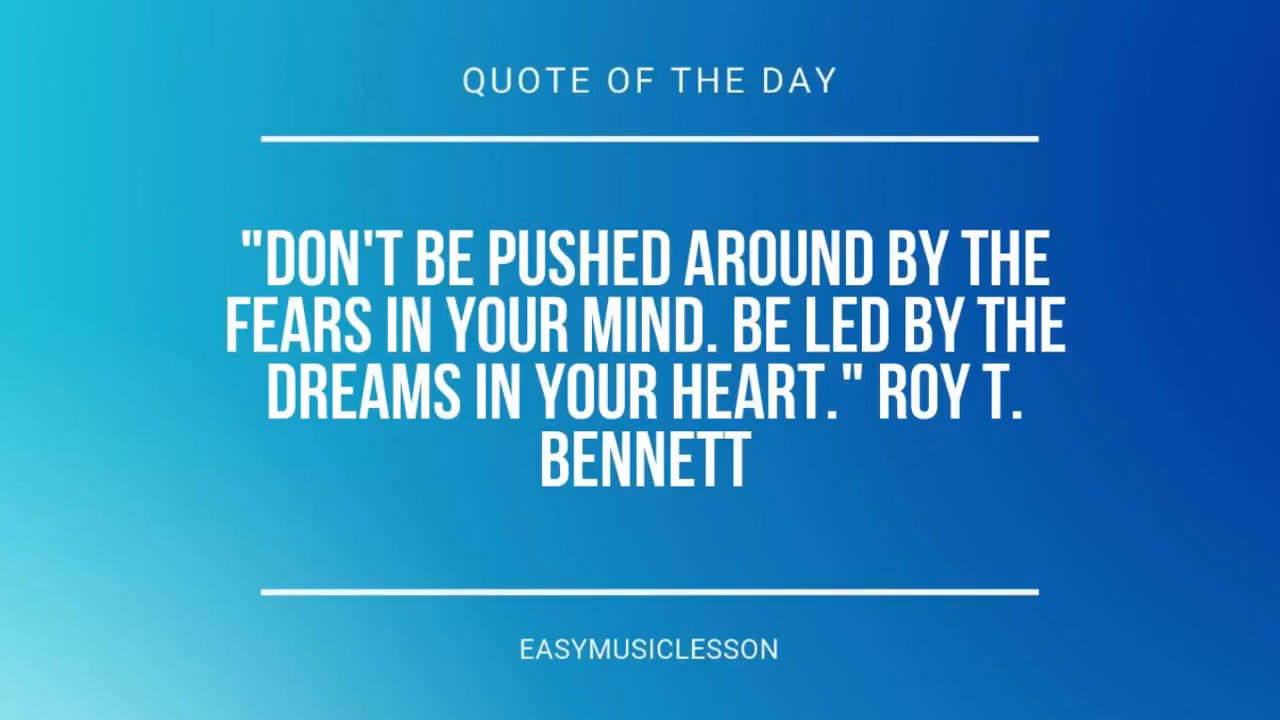 QUOTE OF THE DAY
"DON'T BE PUSHED AROUND BY THE
FEARS IN YOUR MIND. BE LED BY THE
DREAMS IN YOUR HEART." ROY T.
BENNETT
EASYMUSICLESSON